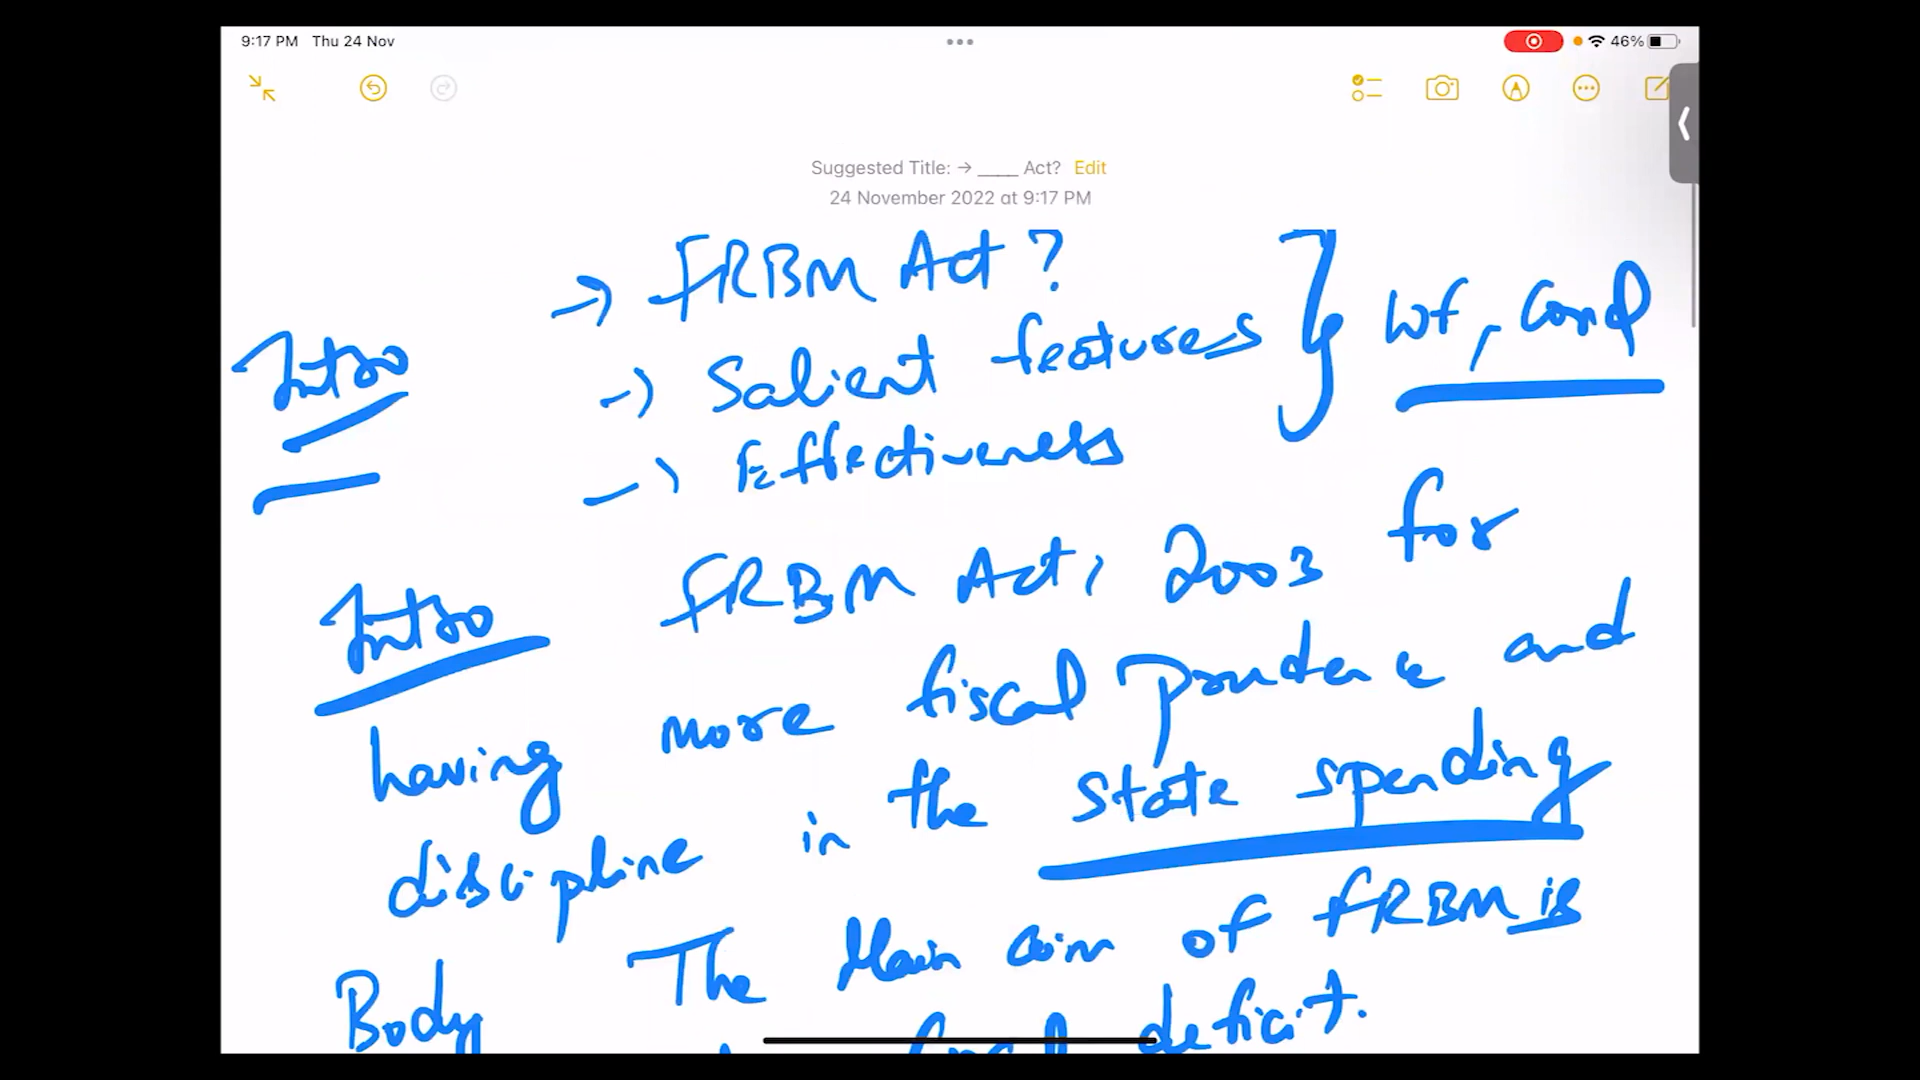 9:17 PM Thu 24 Nov
46%
Suggested Title: → ____ Act? Edit
24 November 2022 at 9:17 PM
→ FRBM Act?
Intro → Salient features } Wf, Concl
→ Effectiveness
Intro FRBM Act, 2003 for
having more fiscal prudence and
discipline in the state spending
Body The Main aim of FRBM is
deficit.